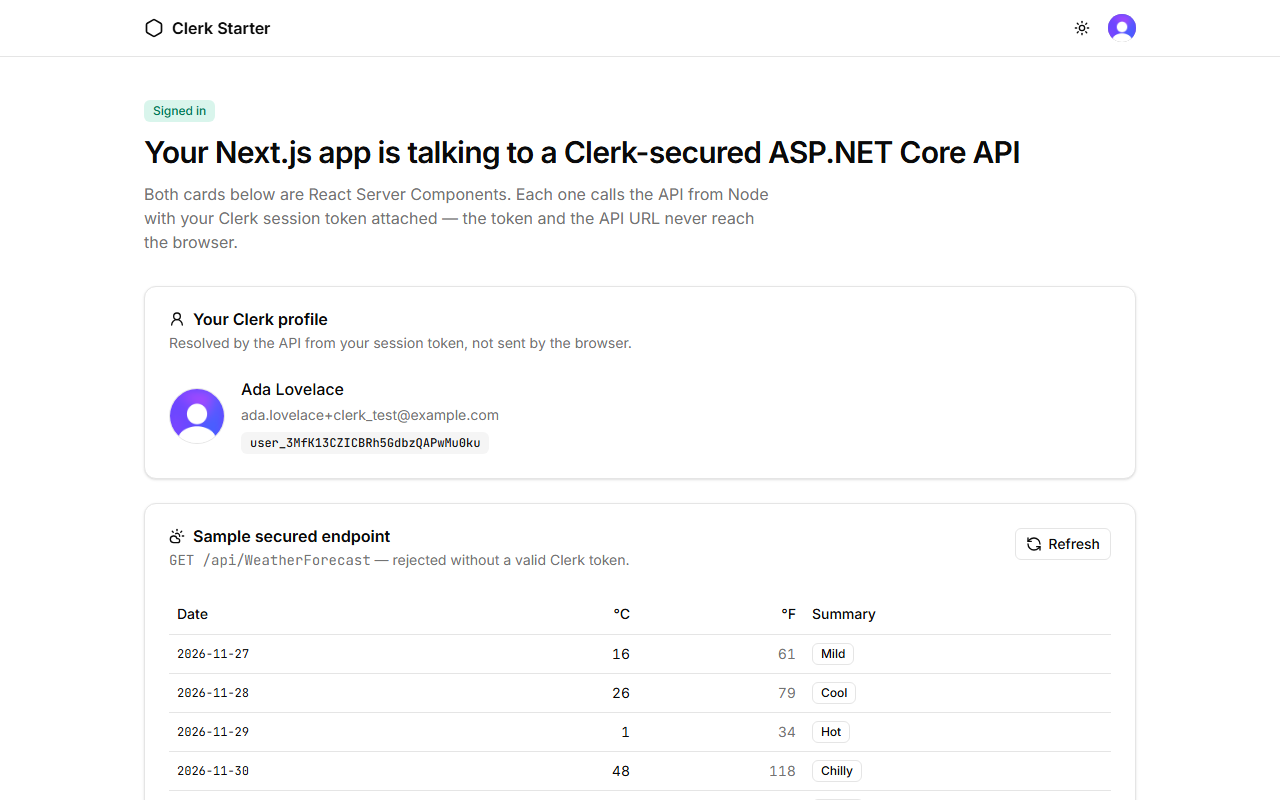 Clerk Starter
Signed in
Your Next.js app is talking to a Clerk-secured ASP.NET Core API
Both cards below are React Server Components. Each one calls the API from Node
with your Clerk session token attached — the token and the API URL never reach
the browser.
Your Clerk profile
Resolved by the API from your session token, not sent by the browser.
Ada Lovelace
ada.lovelace+clerk_test@example.com
user_3MfK13CZICBRh5GdbzQAPwMu0ku
Sample secured endpoint
GET /api/WeatherForecast — rejected without a valid Clerk token.
Refresh
Date °C °F Summary
2026-11-27 16 61 Mild
2026-11-28 26 79 Cool
2026-11-29 1 34 Hot
2026-11-30 48 118 Chilly